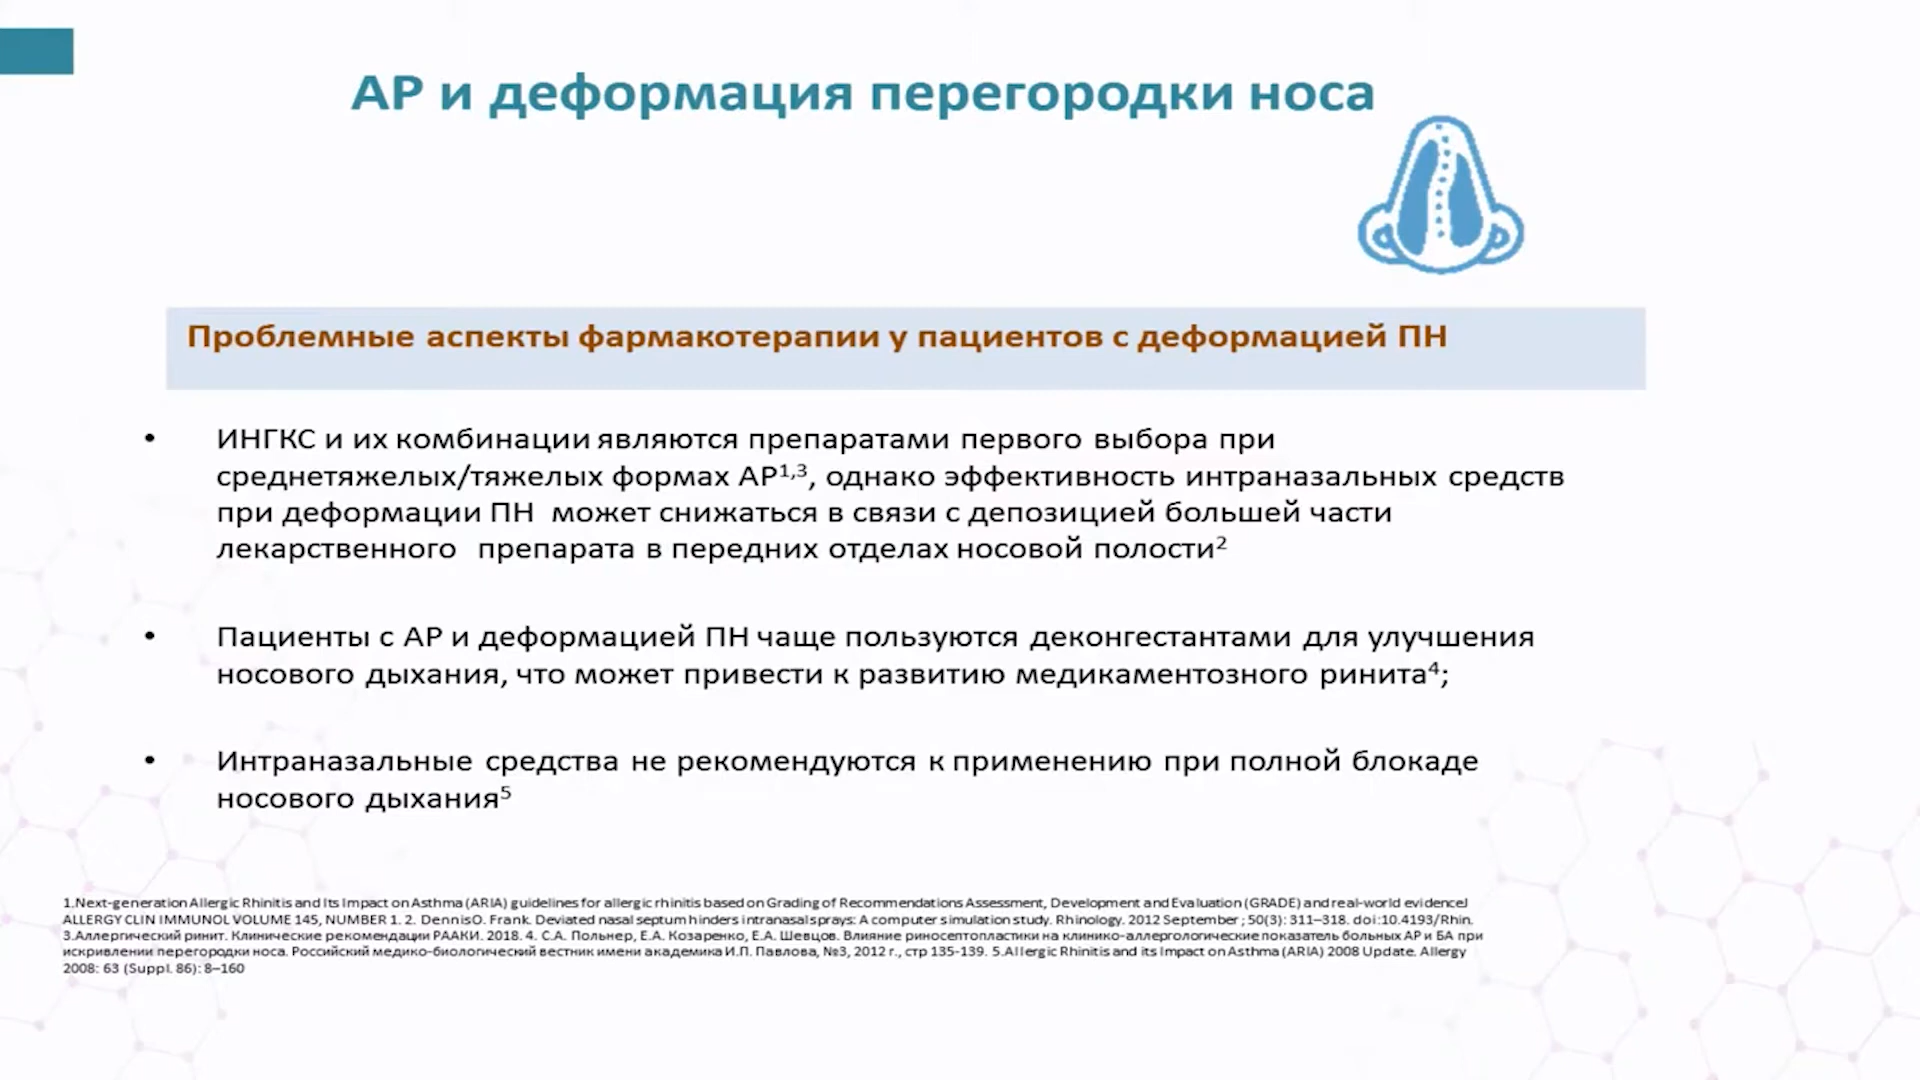 АР и деформация перегородки носа
Проблемные аспекты фармакотерапии у пациентов с деформацией ПН
• ИНГКС и их комбинации являются препаратами первого выбора при
среднетяжелых/тяжелых формах АР1,3, однако эффективность интраназальных средств
при деформации ПН может снижаться в связи с депозицией большей части
лекарственного препарата в передних отделах носовой полости2
• Пациенты с АР и деформацией ПН чаще пользуются деконгестантами для улучшения
носового дыхания, что может привести к развитию медикаментозного ринита4;
• Интраназальные средства не рекомендуются к применению при полной блокаде
носового дыхания5
1.Next-generation Allergic Rhinitis and Its Impact on Asthma (ARIA) guidelines for allergic rhinitis based on Grading of Recommendations Assessment, Development and Evaluation (GRADE) and real-world evidenceJ
ALLERGY CLIN IMMUNOL VOLUME 145, NUMBER 1. 2. Dennis O. Frank. Deviated nasal septum hinders intranasal sprays: A computer simulation study. Rhinology. 2012 September ; 50(3): 311–318. doi:10.4193/Rhin.
3.Аллергический ринит. Клинические рекомендации РААКИ. 2018. 4. С.А. Польнер, Е.А. Козаренко, Е.А. Шевцов. Влияние риносептопластики на клинико-аллергологические показатель больных АР и БА при
искривлении перегородки носа. Российский медико-биологический вестник имени академика И.П. Павлова, №3, 2012 г., стр 135-139. 5.Allergic Rhinitis and its Impact on Asthma (ARIA) 2008 Update. Allergy
2008: 63 (Suppl. 86): 8–160